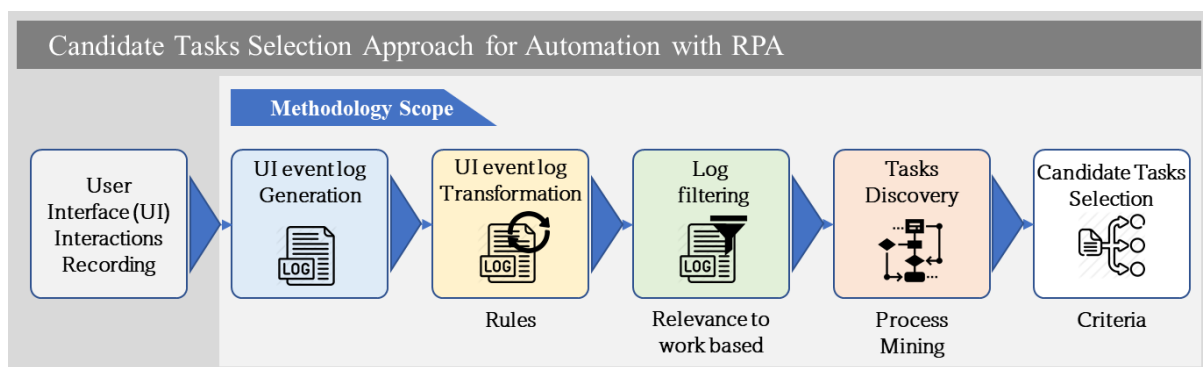 Candidate Tasks Selection Approach for Automation with RPA
Methodology Scope
User
Interface (UI)
Interactions
Recording
UI event log
Generation
LOG
UI event log
Transformation
LOG
Rules
Log
filtering
LOG
Relevance to
work based
Tasks
Discovery
Process
Mining
Candidate Tasks
Selection
Criteria